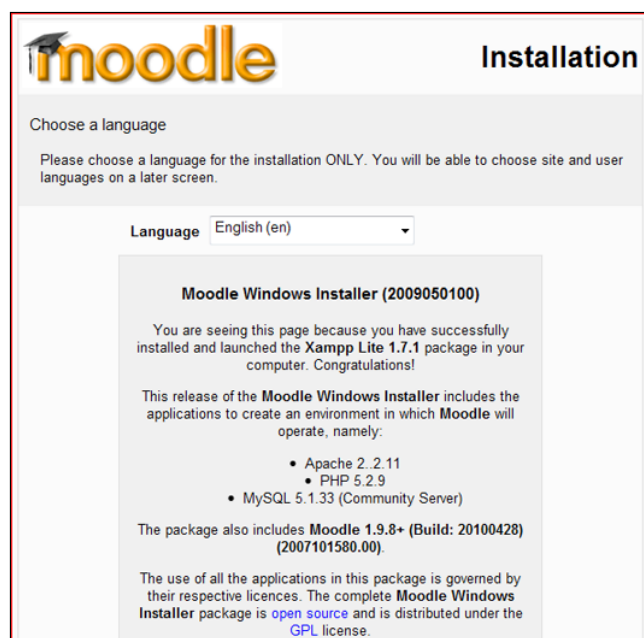 moodle
Installation
Choose a language
Please choose a language for the installation ONLY. You will be able to choose site and user
languages on a later screen.
Language English (en)
Moodle Windows Installer (2009050100)
You are seeing this page because you have successfully
installed and launched the Xampp Lite 1.7.1 package in your
computer. Congratulations!
This release of the Moodle Windows Installer includes the
applications to create an environment in which Moodle will
operate, namely:
• Apache 2..2.11
• PHP 5.2.9
• MySQL 5.1.33 (Community Server)
The package also includes Moodle 1.9.8+ (Build: 20100428)
(2007101580.00).
The use of all the applications in this package is governed by
their respective licences. The complete Moodle Windows
Installer package is open source and is distributed under the
GPL license.